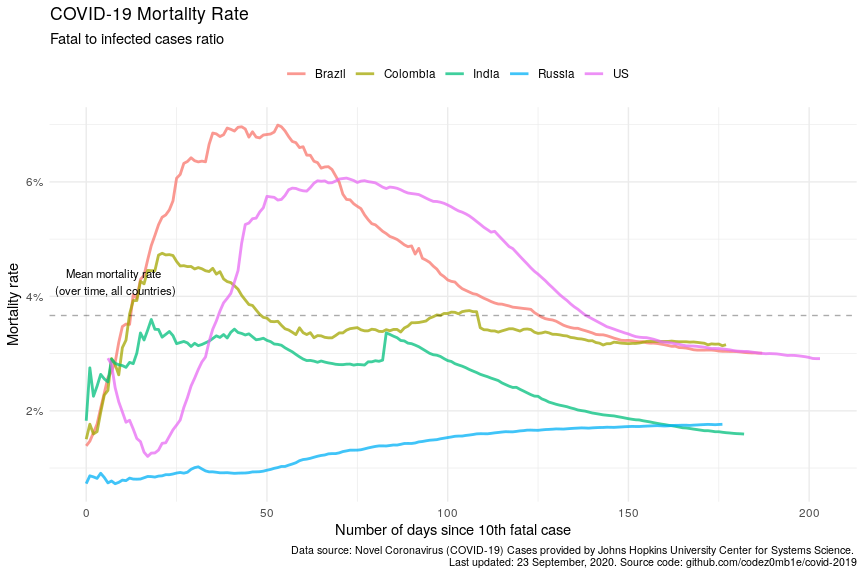 COVID-19 Mortality Rate
Fatal to infected cases ratio
Brazil Colombia India Russia US
Mortality rate
6%
4%
2%
Mean mortality rate
(over time, all countries)
0 50 100 150 200
Number of days since 10th fatal case
Data source: Novel Coronavirus (COVID-19) Cases provided by Johns Hopkins University Center for Systems Science.
Last updated: 23 September, 2020. Source code: github.com/codez0mb1e/covid-2019